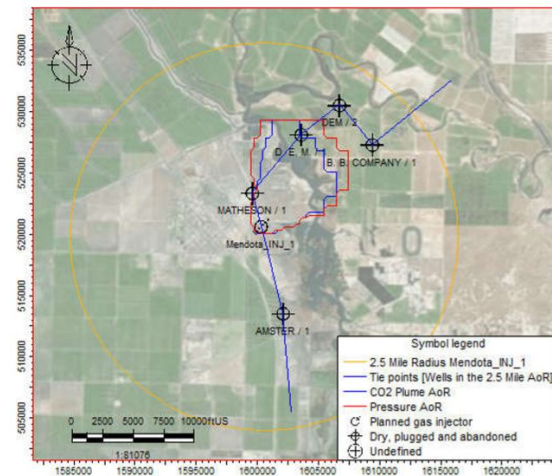 535000
530000
525000
520000
515000
510000
505000
DEM / 2
D. E. M. / 1
B. B. COMPANY / 1
MATHESON / 1
Mendota_INJ_1
AMSTER / 1
0 2500 5000 7500 10000ftUS
1:81076
1585000 1590000 1595000 1600000 1605000 1610000 1615000 1620000
Symbol legend
2.5 Mile Radius Mendota_INJ_1
Tie points [Wells in the 2.5 Mile AoR]
CO2 Plume AoR
Pressure AoR
Planned gas injector
Dry, plugged and abandoned
Undefined